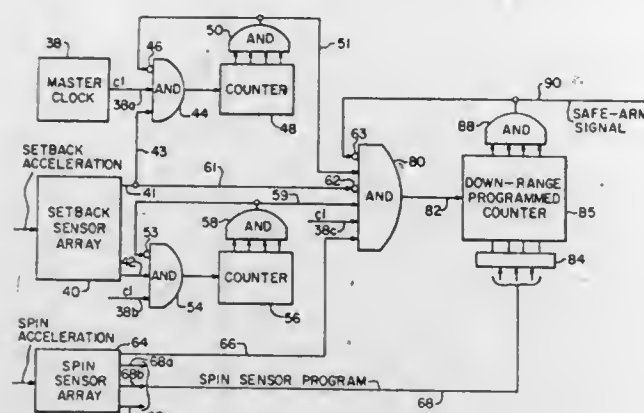 38
MASTER
CLOCK
c1
38a
46
AND
44
50
AND
COUNTER
48
51
90
SAFE-ARM
SIGNAL
88
AND
63
80
AND
62
43
SETBACK
ACCELERATION
41
61
59
SETBACK
SENSOR
ARRAY
40
42
53
58
AND
c1
38c
82
DOWN-RANGE
PROGRAMMED
COUNTER
85
84
AND
54
c1
38b
COUNTER
56
SPIN
ACCELERATION
64
66
SPIN
SENSOR
ARRAY
68a
68b
SPIN SENSOR PROGRAM
68